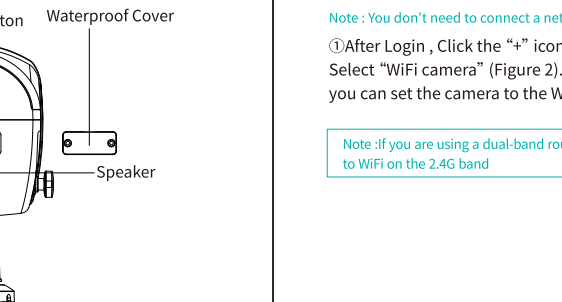 Waterproof Cover
Speaker
Note : You don't need to connect a
①After Login , Click the “+” icon
Select “WiFi camera” (Figure 2).
you can set the camera to the
Note :If you are using a dual-band
to WiFi on the 2.4G band